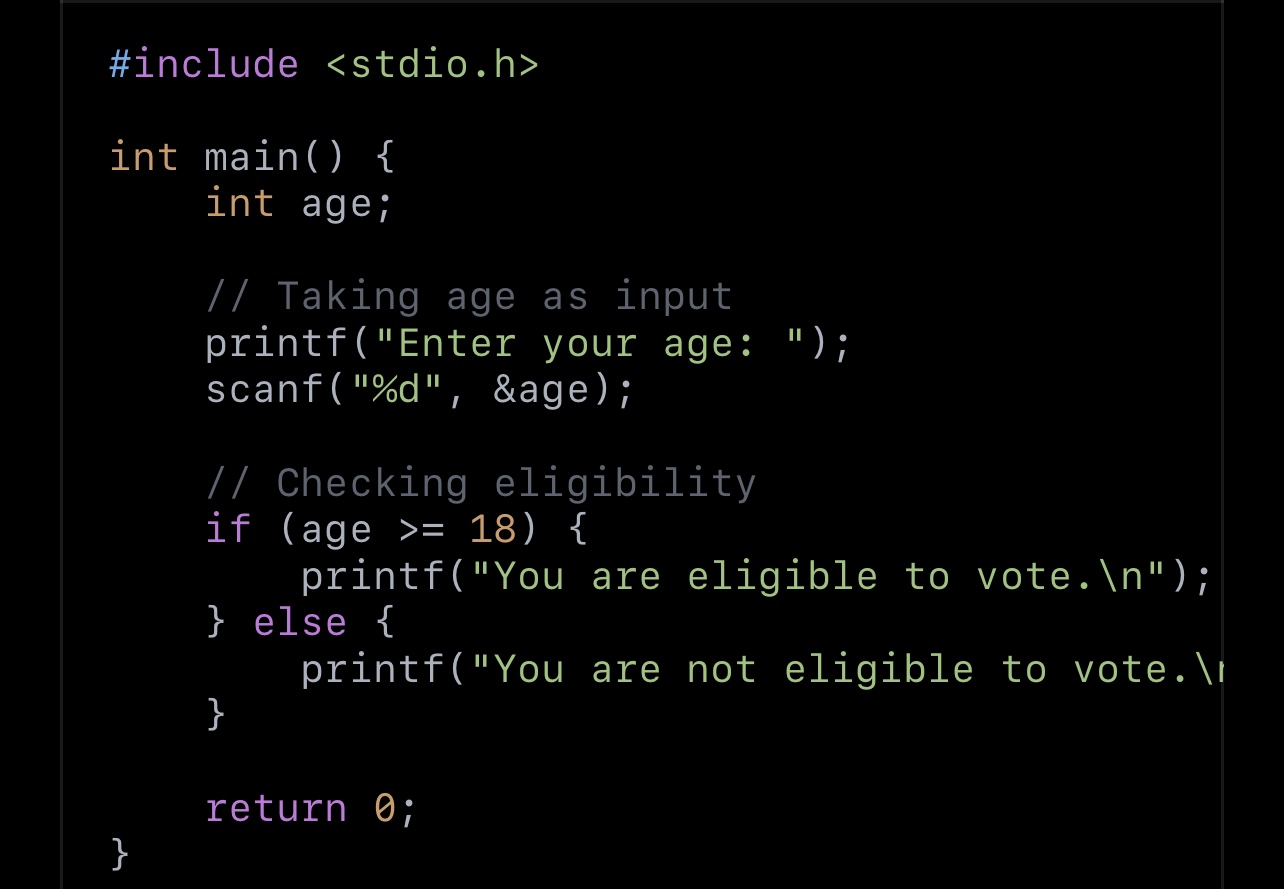 #include <stdio.h>
int main() {
    int age;
    // Taking age as input
    printf("Enter your age: ");
    scanf("%d", &age);
    // Checking eligibility
    if (age >= 18) {
        printf("You are eligible to vote.\n");
    } else {
        printf("You are not eligible to vote.\
    }
    return 0;
}